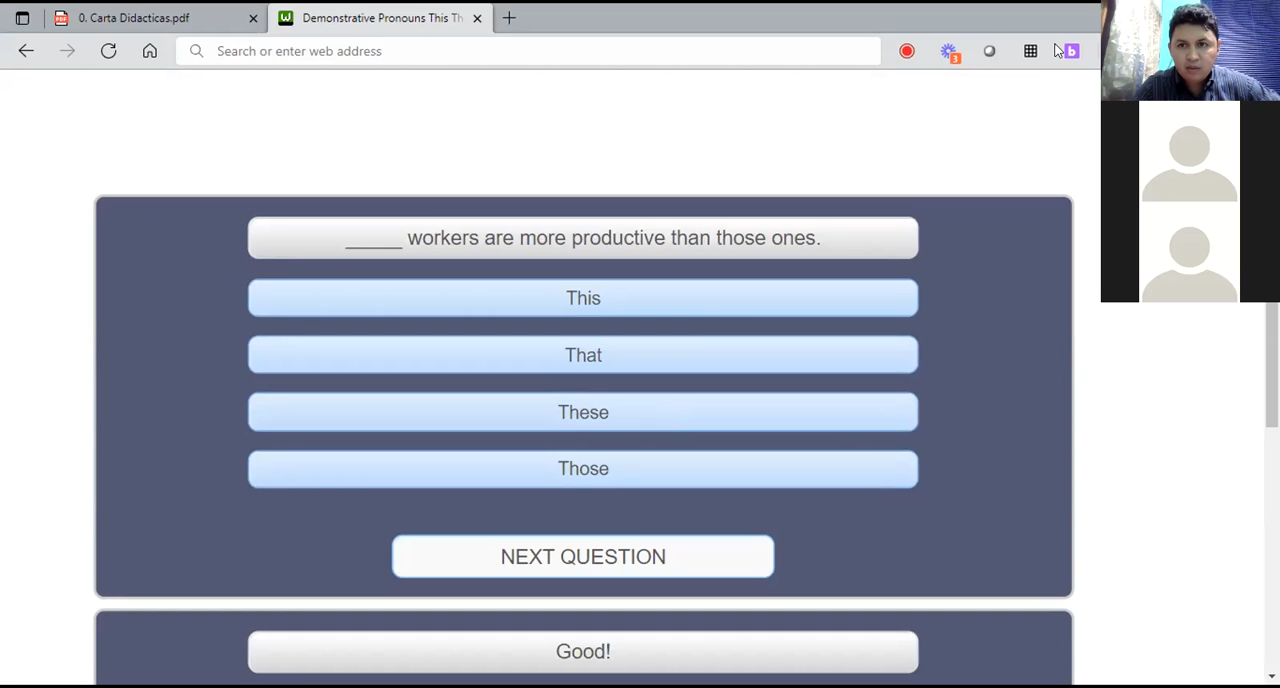 0. Carta Didacticas.pdf
Demonstrative Pronouns This Th
Search or enter web address
3
b
______ workers are more productive than those ones.
This
That
These
Those
NEXT QUESTION
Good!